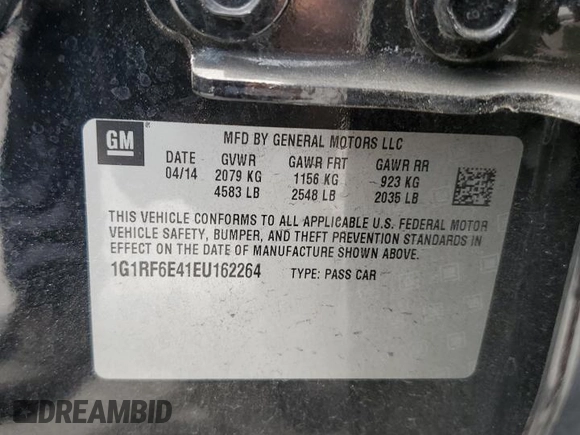 GM
MFD BY GENERAL MOTORS LLC
DATE GVWR GAWR FRT GAWR RR
04/14 2079 KG 1156 KG 923 KG
4583 LB 2548 LB 2035 LB
THIS VEHICLE CONFORMS TO ALL APPLICABLE U.S. FEDERAL MOTOR
VEHICLE SAFETY, BUMPER, AND THEFT PREVENTION STANDARDS IN
EFFECT ON THE DATE OF MANUFACTURE SHOWN ABOVE.
1G1RF6E41EU162264 TYPE: PASS CAR
DREAMBID